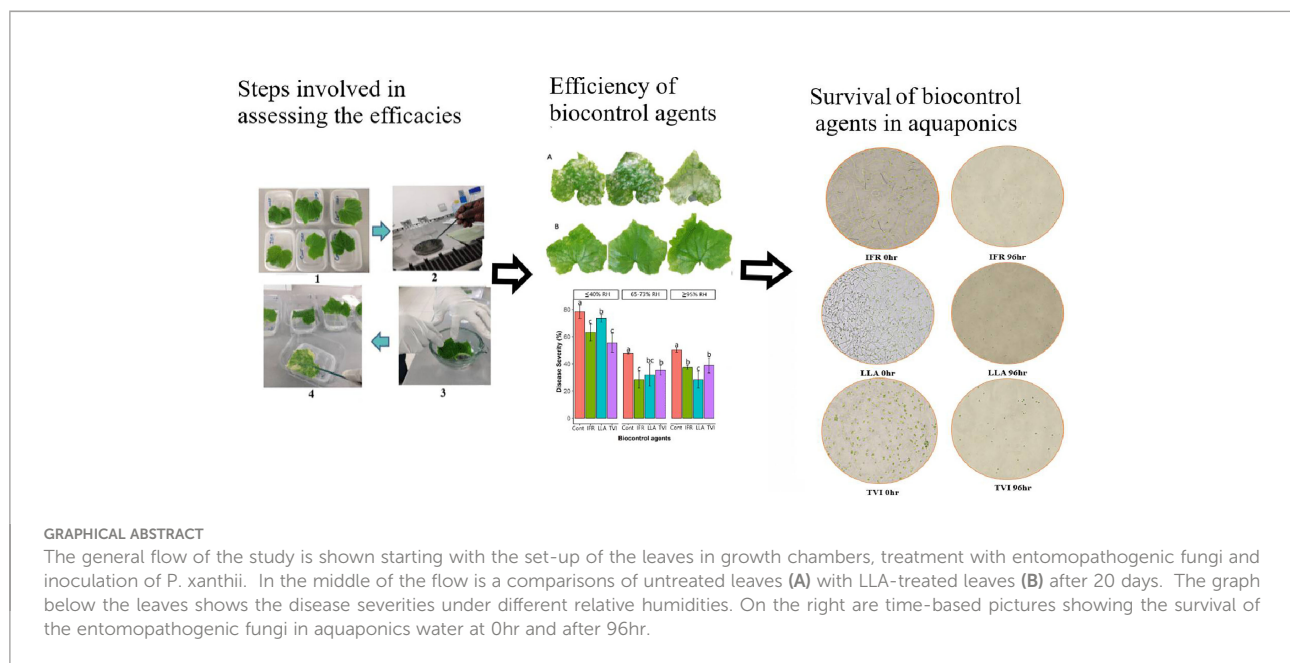 Steps involved in
assessing the efficacies
1
2
4
3
Efficiency of
biocontrol agents
A
B
≤40% RH 65-73% RH ≥95% RH
Disease Severity (%)
80
60
40
20
0
a c b c
a c bc b
a b c b
Cont IFR LLA TVI Cont IFR LLA TVI Cont IFR LLA TVI
Biocontrol agents
Survival of biocontrol
agents in aquaponics
IFR 0hr IFR 96hr
LLA 0hr LLA 96hr
TVI 0hr TVI 96hr
GRAPHICAL ABSTRACT
The general flow of the study is shown starting with the set-up of the leaves in growth chambers, treatment with entomopathogenic fungi and
inoculation of P. xanthii. In the middle of the flow is a comparisons of untreated leaves (A) with LLA-treated leaves (B) after 20 days. The graph
below the leaves shows the disease severities under different relative humidities. On the right are time-based pictures showing the survival of
the entomopathogenic fungi in aquaponics water at 0hr and after 96hr.